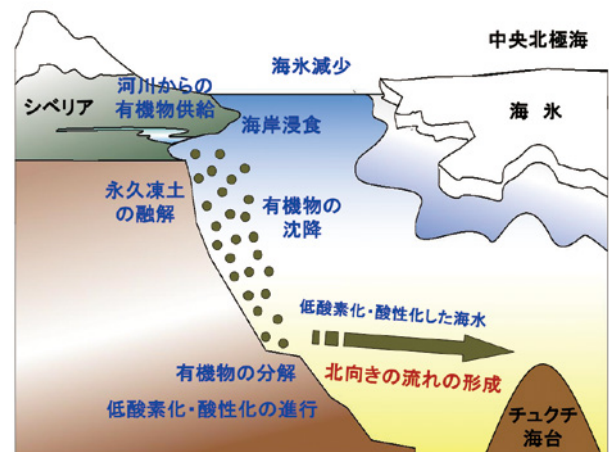 中央北極海
海氷減少
河川からの
有機物供給
シベリア
海氷
海岸浸食
永久凍土
の融解
有機物の
沈降
低酸素化・酸性化した海水
北向きの流れの形成
有機物の分解
低酸素化・酸性化の進行
チュクチ
海台